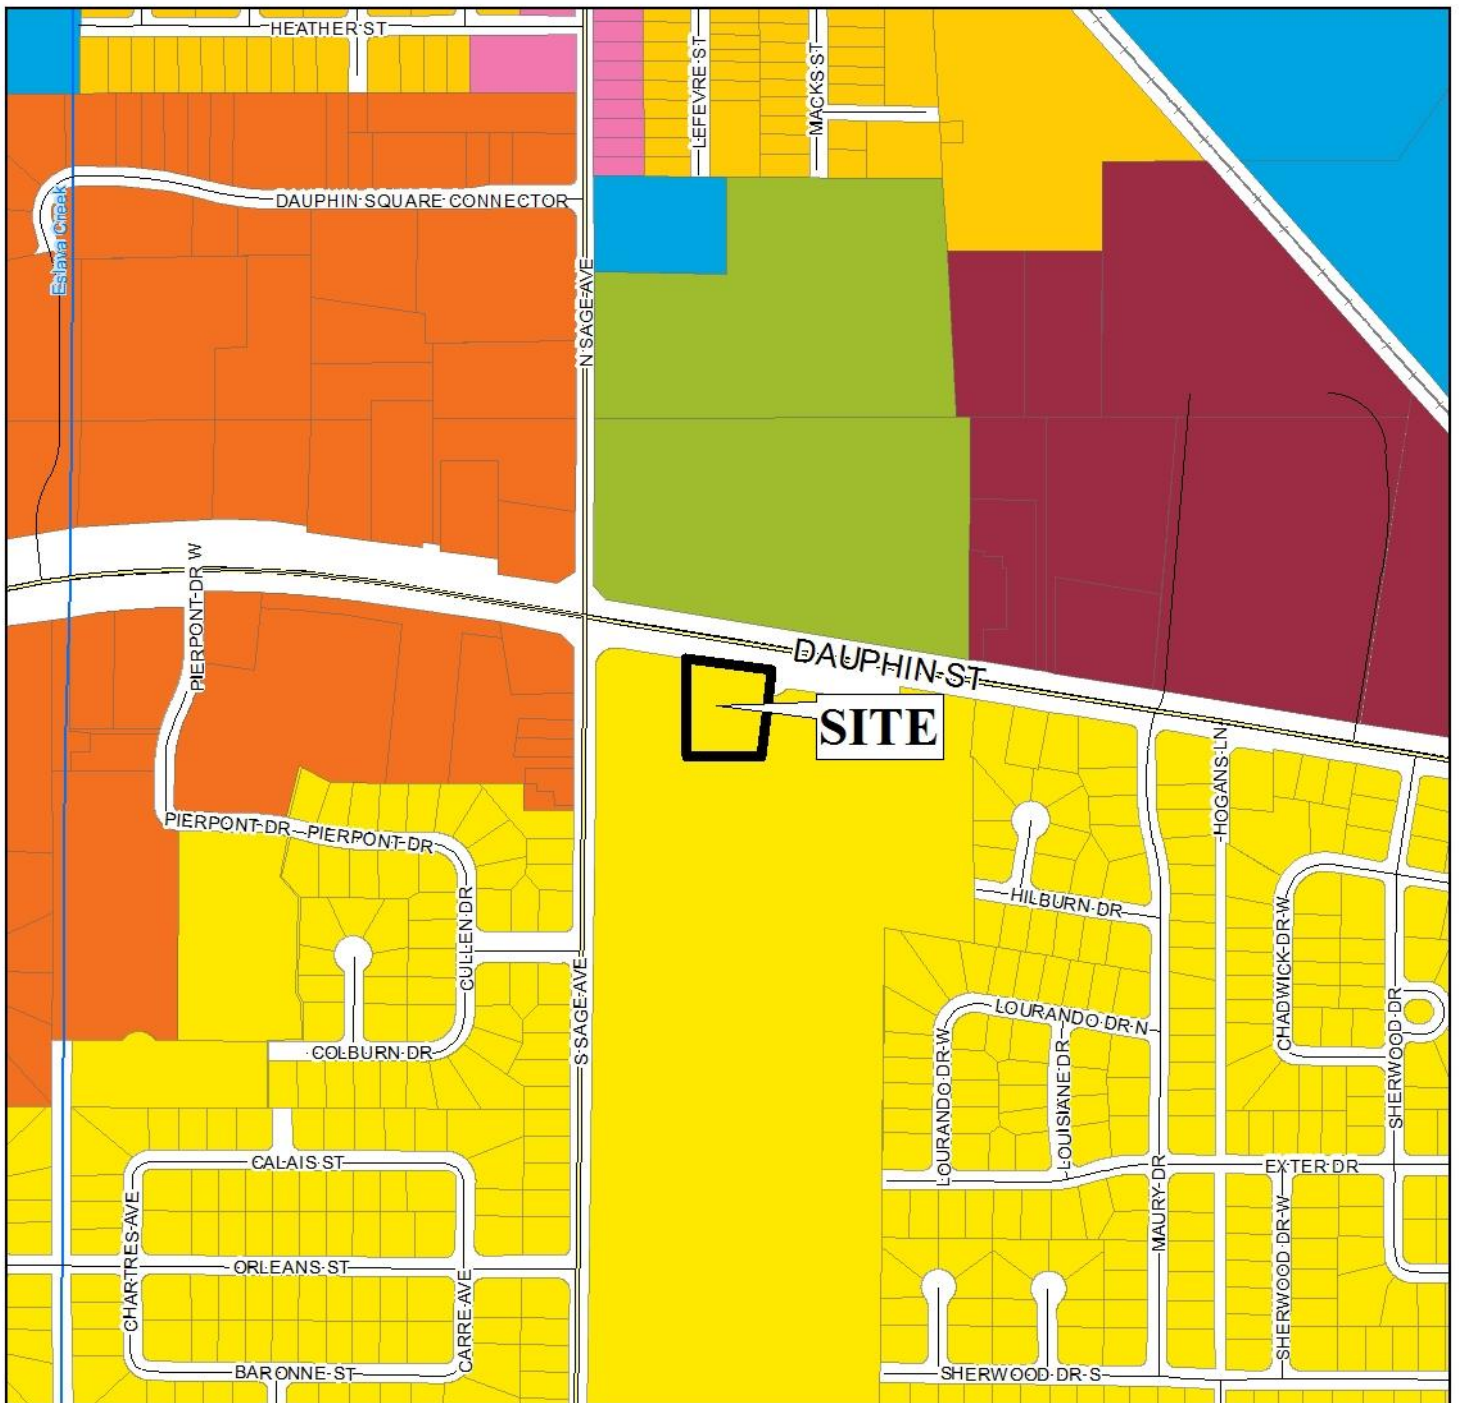 HEATHER ST
LEFEVRE ST
MACKS ST
DAUPHIN SQUARE CONNECTOR
Eslava Creek
N SAGE AVE
PIERPONT DR W
DAUPHIN ST
SITE
HOGANS LN
PIERPONT DR
PIERPONT DR
CULLEN DR
HILBURN DR
CHADWICK DR W
S SAGE AVE
LOURANDO DR N
SHERWOOD DR
COLBURN DR
LOURANDO DR W
LOUISIANE DR
CALAIS ST
EXTER DR
CHARTRES AVE
MAURY DR
SHERWOOD DR W
ORLEANS ST
CARRE AVE
BARONNE ST
SHERWOOD DR S